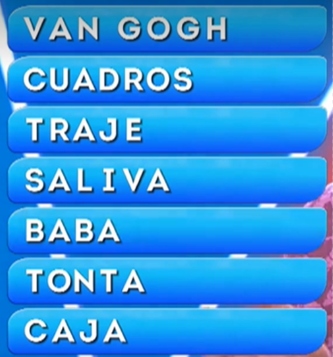 VAN GOGH
CUADROS
TRAJE
SALIVA
BABA
TONTA
CAJA